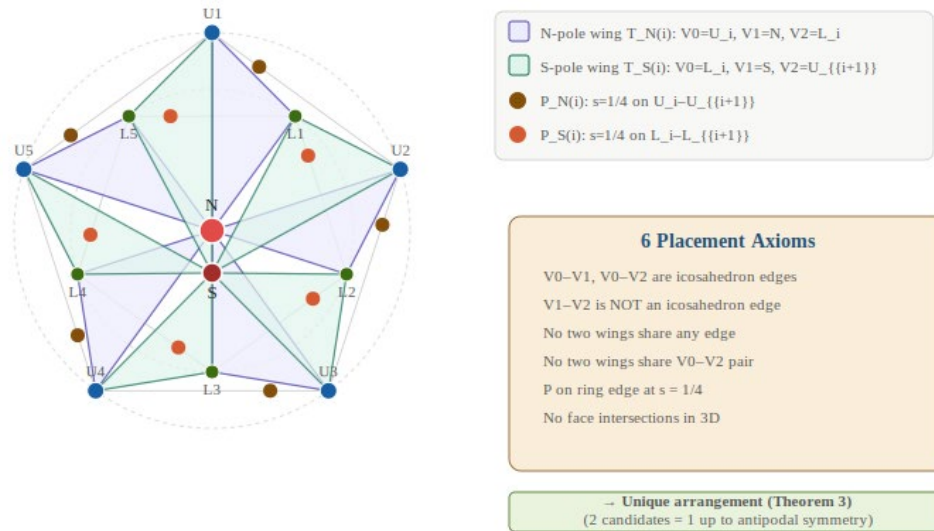 U1
L5
L1
U5
U2
N
S
L4
L2
U4
L3
U3
N-pole wing T_N(i): V0=U_i, V1=N, V2=L_i
S-pole wing T_S(i): V0=L_i, V1=S, V2=U_{{i+1}}
P_N(i): s=1/4 on U_i–U_{{i+1}}
P_S(i): s=1/4 on L_i–L_{{i+1}}
6 Placement Axioms
V0–V1, V0–V2 are icosahedron edges
V1–V2 is NOT an icosahedron edge
No two wings share any edge
No two wings share V0–V2 pair
P on ring edge at s = 1/4
No face intersections in 3D
→ Unique arrangement (Theorem 3)
(2 candidates = 1 up to antipodal symmetry)